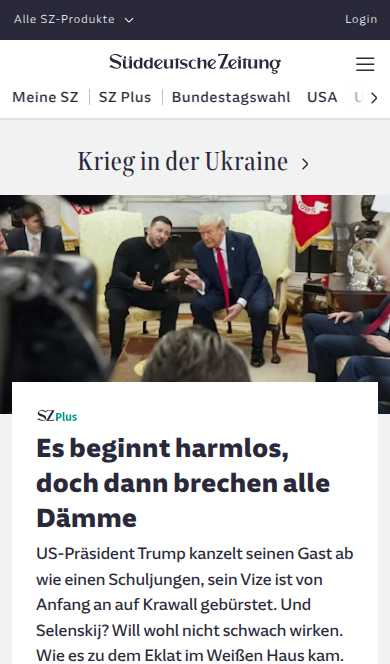 Alle SZ-Produkte
Login
Süddeutsche Zeitung
Meine SZ
SZ Plus
Bundestagswahl
USA
Krieg in der Ukraine
SZPlus
Es beginnt harmlos,
doch dann brechen alle
Dämme
US-Präsident Trump kanzelt seinen Gast ab
wie einen Schuljungen, sein Vize ist von
Anfang an auf Krawall gebürstet. Und
Selenskij? Will wohl nicht schwach wirken.
Wie es zu dem Eklat im Weißen Haus kam.